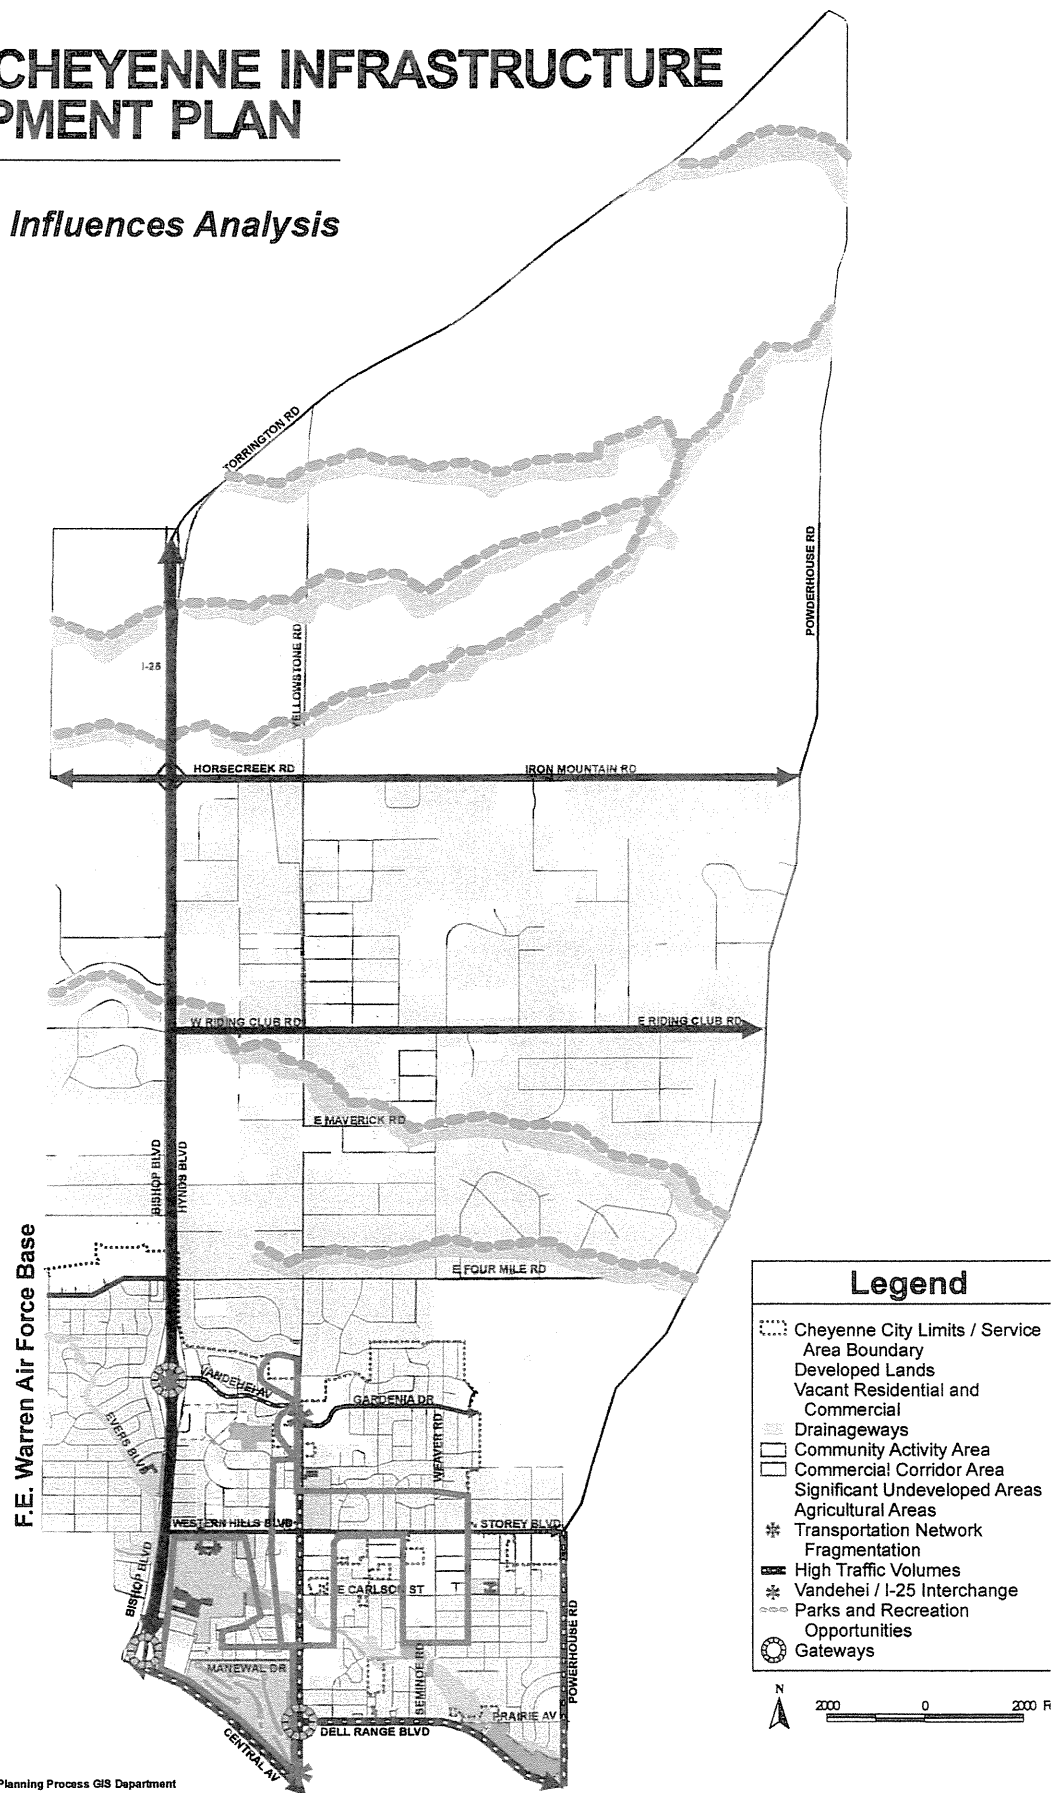 CHEYENNE INFRASTRUCTURE
PMENT PLAN
Influences Analysis
TORRINGTON RD
POWDERHOUSE RD
YELLOWSTONE RD
I-25
HORSECREEK RD
IRON MOUNTAIN RD
W RIDING CLUB RD
E RIDING CLUB RD
E MAVERICK RD
BISHOP BLVD
HYNDS BLVD
F.E. Warren Air Force Base
E FOUR MILE RD
VANDEHEI AV
GARDENIA DR
EVERS BLVD
WEAVER RD
WESTERN HILLS BLVD
STOREY BLVD
BISHOP BLVD
E CARLSON ST
MANEWAL DR
SEMINOE RD
POWERHOUSE RD
PRAIRIE AV
DELL RANGE BLVD
CENTRAL AV
Legend
Cheyenne City Limits / Service
Area Boundary
Developed Lands
Vacant Residential and
Commercial
Drainageways
Community Activity Area
Commercial Corridor Area
Significant Undeveloped Areas
Agricultural Areas
Transportation Network
Fragmentation
High Traffic Volumes
Vandehei / I-25 Interchange
Parks and Recreation
Opportunities
Gateways
N
2000 0 2000 F
Planning Process GIS Department